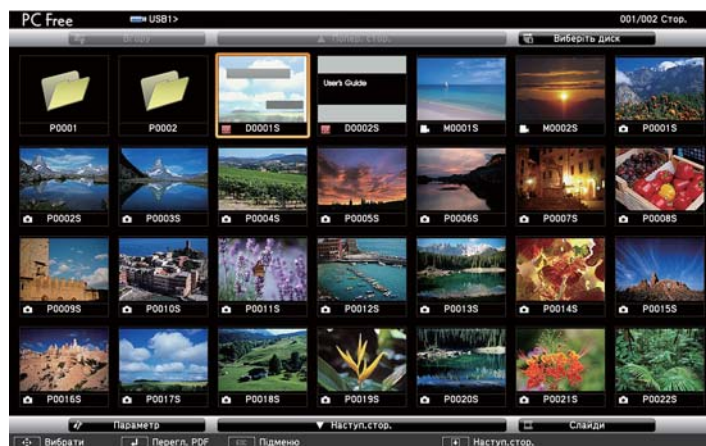 PC Free USB1> 001/002 Стор.
Вгору ▲ Попер. стор. Виберіть диск
P0001 P0002 D0001S D0002S M0001S M0002S P0001S
User's Guide
P0002S P0003S P0004S P0005S P0006S P0007S P0008S
P0009S P0010S P0011S P0012S P0013S P0014S P0015S
P0016S P0017S P0018S P0019S P0020S P0021S P0022S
Параметр ▼ Наступ.стор. Слайди
Вибрати Перегл. PDF ESC Підменю Наступ.стор.